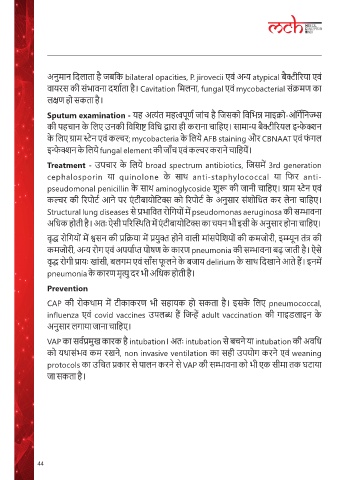 mch
अनुमान दिलाता है जबकि bilateral opacities, P. jirovecii एवं अन्य atypical बैक्टीरिया एवं
वायरस की संभावना दर्शाता है। Cavitation मिलना, fungal एवं mycobacterial संक्रमण का
लक्षण हो सकता है।
Sputum examination - यह अत्यंत महत्वपूर्ण जांच है जिसको विभिन्न माइक्रो-ऑर्गैनिज्म्स
की पहचान के लिए उनकी विशिष्ट विधि द्वारा ही कराना चाहिए। सामान्य बैक्टीरियल इन्फेक्शन
के लिए ग्राम स्टेन एवं कल्चर; mycobacteria के लिये AFB staining और CBNAAT एवं फंगल
इन्फेक्शन के लिये fungal element की जाँच एवं कल्चर कराने चाहियें।
Treatment - उपचार के लिये broad spectrum antibiotics, जिसमें 3rd generation
cephalosporin या quinolone के साथ anti-staphylococcal या फिर anti-
pseudomonal penicillin के साथ aminoglycoside शुरू की जानी चाहिए। ग्राम स्टेन एवं
कल्चर की रिपोर्ट आने पर एंटीबायोटिक्स को रिपोर्ट के अनुसार संशोधित कर लेना चाहिए।
Structural lung diseases से प्रभावित रोगियों में pseudomonas aeruginosa की सम्भावना
अधिक होती है। अतः ऐसी परिस्थिति में एंटीबायोटिक्स का चयन भी इसी के अनुसार होना चाहिए।
वृद्ध रोगियों में श्वसन की प्रक्रिया में प्रयुक्त होने वाली मांसपेशियों की कमजोरी, इम्म्यून तंत्र की
कमजोरी, अन्य रोग एवं अपर्याप्त पोषण के कारण pneumonia की सम्भावना बढ़ जाती है। ऐसे
वृद्ध रोगी प्रायः खांसी, बलगम एवं साँस फूलने के बजाय delirium के साथ दिखाने आते हैं। इनमें
pneumonia के कारण मृत्यु दर भी अधिक होती है।
Prevention
CAP की रोकथाम में टीकाकरण भी सहायक हो सकता है। इसके लिए pneumococcal,
influenza एवं covid vaccines उपलब्ध हैं जिन्हें adult vaccination की गाइडलाइन के
अनुसार लगाया जाना चाहिए।
VAP का सर्वप्रमुख कारक है intubation। अतः intubation से बचने या intubation की अवधि
को यथासंभव कम रखने, non invasive ventilation का सही उपयोग करने एवं weaning
protocols का उचित प्रकार से पालन करने से VAP की सम्भावना को भी एक सीमा तक घटाया
जा सकता है।
44